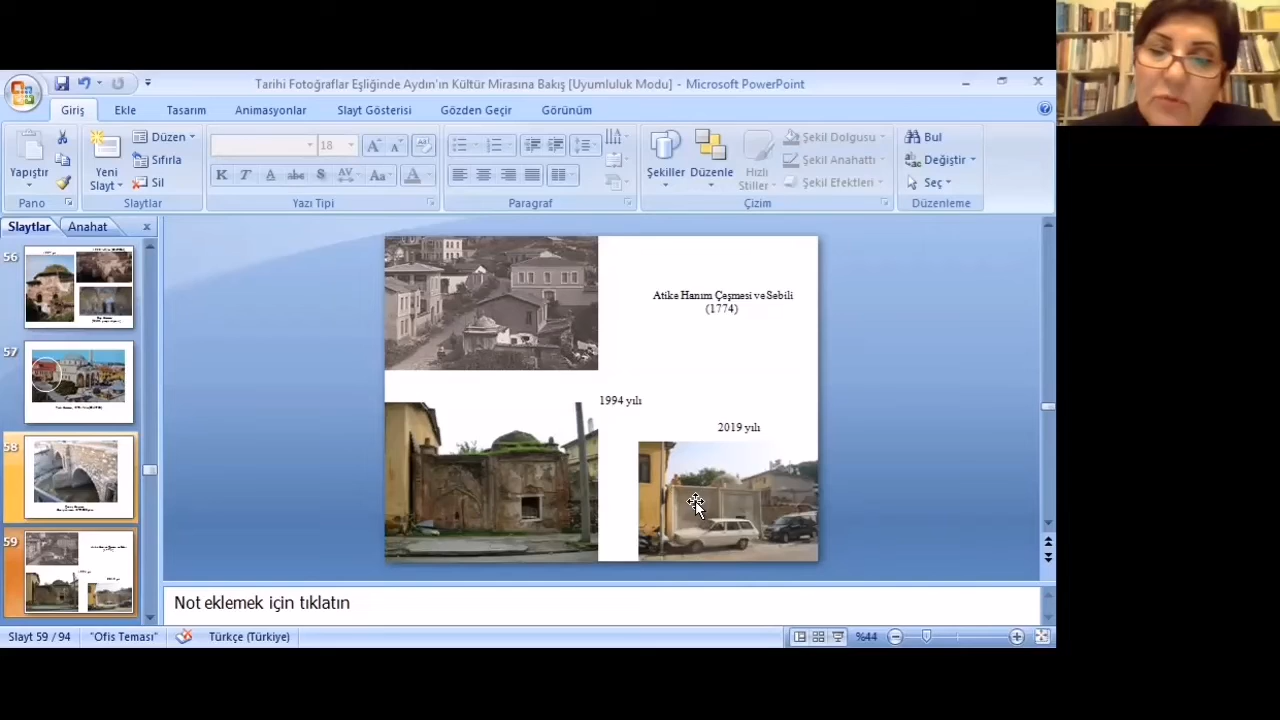 Tarihi Fotoğraflar Eşliğinde Aydın'ın Kültür Mirasına Bakış [Uyumluluk Modu] - Microsoft PowerPoint
Giriş Ekle Tasarım Animasyonlar Slayt Gösterisi Gözden Geçir Görünüm
Yapıştır
Pano
Yeni Slayt
Düzen
Sıfırla
Sil
Slaytlar
18
K T A abc S AV Aa A
Yazı Tipi
Paragraf
Şekiller
Düzenle
Hızlı Stiller
Şekil Dolgusu
Şekil Anahattı
Şekil Efektleri
Çizim
Bul
Değiştir
Seç
Düzenleme
Slaytlar Anahat
56
57
58
59
Atike Hanım Çeşmesi ve Sebili
(1774)
1994 yılı
2019 yılı
Not eklemek için tıklatın
Slayt 59 / 94 "Ofis Teması" Türkçe (Türkiye) %44